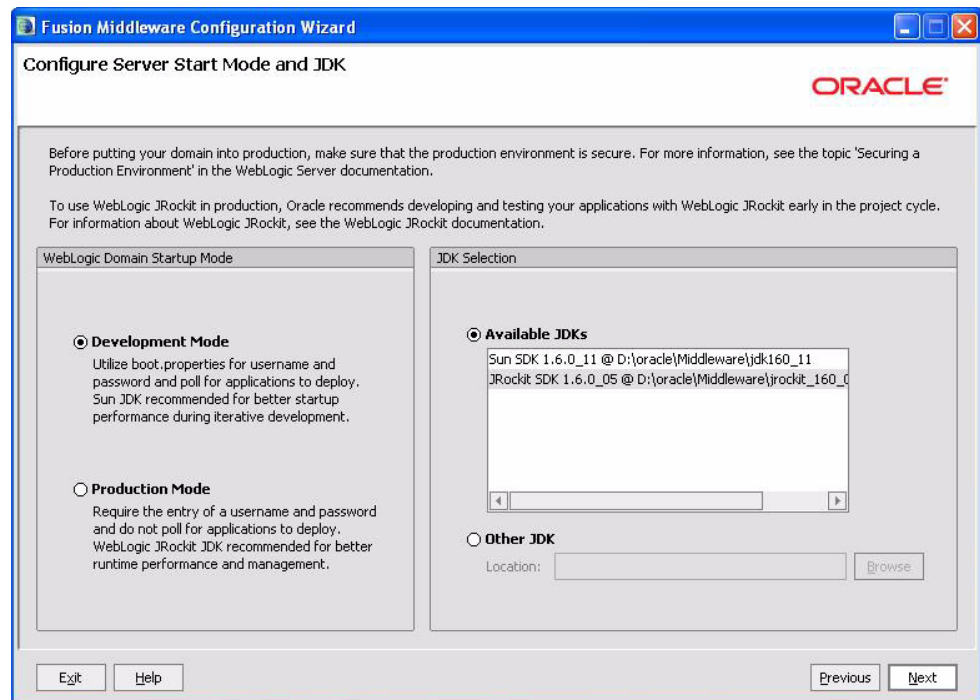 Fusion Middleware Configuration Wizard
Configure Server Start Mode and JDK
ORACLE
Before putting your domain into production, make sure that the production environment is secure. For more information, see the topic 'Securing a
Production Environment' in the WebLogic Server documentation.
To use WebLogic JRockit in production, Oracle recommends developing and testing your applications with WebLogic JRockit early in the project cycle.
For information about WebLogic JRockit, see the WebLogic JRockit documentation.
WebLogic Domain Startup Mode
Development Mode
Utilize boot.properties for username and
password and poll for applications to deploy.
Sun JDK recommended for better startup
performance during iterative development.
Production Mode
Require the entry of a username and password
and do not poll for applications to deploy.
WebLogic JRockit JDK recommended for better
runtime performance and management.
JDK Selection
Available JDKs
Sun SDK 1.6.0_11 @ D:\oracle\Middleware\jdk160_11
JRockit SDK 1.6.0_05 @ D:\oracle\Middleware\jrockit_160_0
Other JDK
Location:
Browse
Exit
Help
Previous
Next